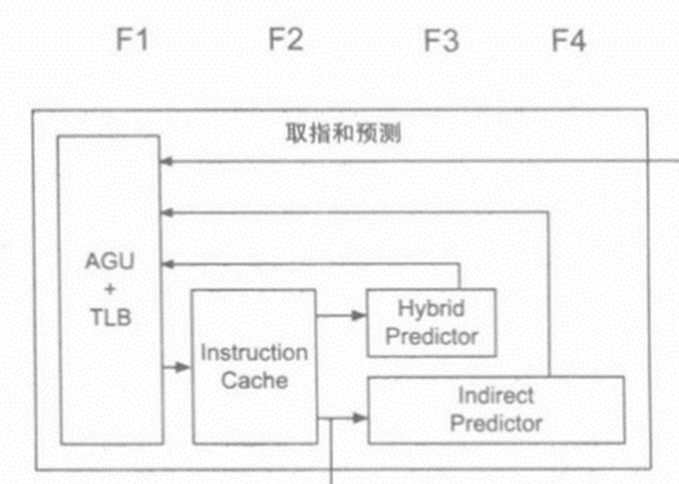 F1 F2 F3 F4
取指和预测
AGU
+
TLB
Instruction
Cache
Hybrid
Predictor
Indirect
Predictor